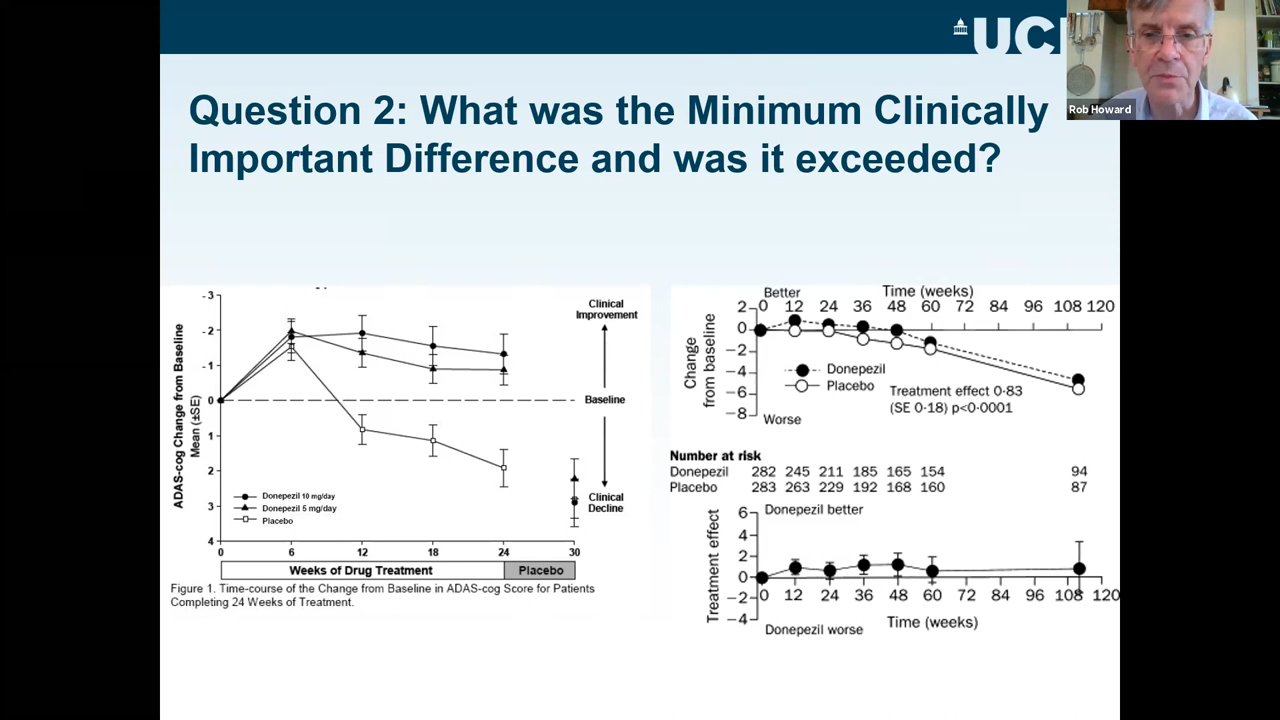 UCL
Rob Howard
Question 2: What was the Minimum Clinically
Important Difference and was it exceeded?
ADAS-cog Change from Baseline
Mean (±SE)
-3
-2
-1
0
1
2
3
4
Clinical
Improvement
Baseline
Clinical
Decline
Donepezil 10 mg/day
Donepezil 5 mg/day
Placebo
0 6 12 18 24 30
Weeks of Drug Treatment Placebo
Figure 1. Time-course of the Change from Baseline in ADAS-cog Score for Patients
Completing 24 Weeks of Treatment.
Better Time (weeks)
0 12 24 36 48 60 72 84 96 108 120
Change
from baseline
2
0
−2
−4
−6
−8
Donepezil
Placebo
Treatment effect 0·83
(SE 0·18) p<0·0001
Worse
Number at risk
Donepezil 282 245 211 185 165 154 94
Placebo 283 263 229 192 168 160 87
Treatment effect
6
4
2
0
−2
−4
Donepezil better
0 12 24 36 48 60 72 84 96 108 120
Donepezil worse Time (weeks)